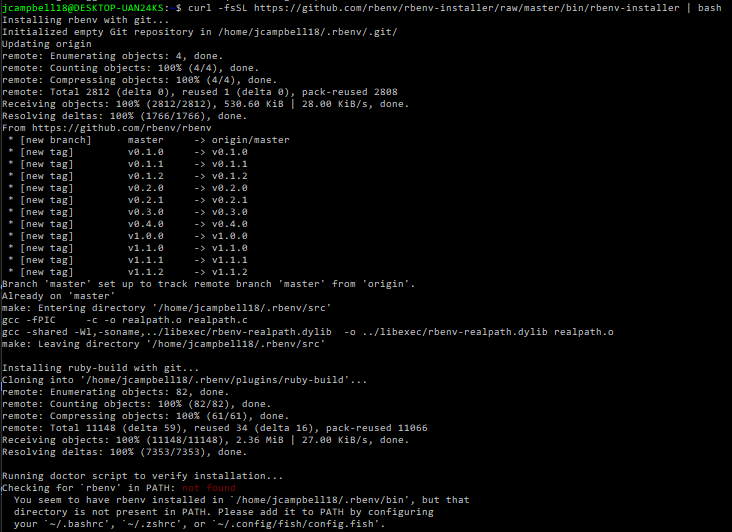 jcampbell18@DESKTOP-UAN24KS:~$ curl -fsSL https://github.com/rbenv/rbenv-installer/raw/master/bin/rbenv-installer | bash
Installing rbenv with git...
Initialized empty Git repository in /home/jcampbell18/.rbenv/.git/
Updating origin
remote: Enumerating objects: 4, done.
remote: Counting objects: 100% (4/4), done.
remote: Compressing objects: 100% (4/4), done.
remote: Total 2812 (delta 0), reused 1 (delta 0), pack-reused 2808
Receiving objects: 100% (2812/2812), 530.60 KiB | 28.00 KiB/s, done.
Resolving deltas: 100% (1766/1766), done.
From https://github.com/rbenv/rbenv
 * [new branch]      master     -> origin/master
 * [new tag]         v0.1.0     -> v0.1.0
 * [new tag]         v0.1.1     -> v0.1.1
 * [new tag]         v0.1.2     -> v0.1.2
 * [new tag]         v0.2.0     -> v0.2.0
 * [new tag]         v0.2.1     -> v0.2.1
 * [new tag]         v0.3.0     -> v0.3.0
 * [new tag]         v0.4.0     -> v0.4.0
 * [new tag]         v1.0.0     -> v1.0.0
 * [new tag]         v1.1.0     -> v1.1.0
 * [new tag]         v1.1.1     -> v1.1.1
 * [new tag]         v1.1.2     -> v1.1.2
Branch 'master' set up to track remote branch 'master' from 'origin'.
Already on 'master'
make: Entering directory '/home/jcampbell18/.rbenv/src'
gcc -fPIC     -c -o realpath.o realpath.c
gcc -shared -Wl,-soname,../libexec/rbenv-realpath.dylib  -o ../libexec/rbenv-realpath.dylib realpath.o
make: Leaving directory '/home/jcampbell18/.rbenv/src'
Installing ruby-build with git...
Cloning into '/home/jcampbell18/.rbenv/plugins/ruby-build'...
remote: Enumerating objects: 82, done.
remote: Counting objects: 100% (82/82), done.
remote: Compressing objects: 100% (61/61), done.
remote: Total 11148 (delta 59), reused 34 (delta 16), pack-reused 11066
Receiving objects: 100% (11148/11148), 2.36 MiB | 27.00 KiB/s, done.
Resolving deltas: 100% (7353/7353), done.
Running doctor script to verify installation...
Checking for `rbenv' in PATH: not found
  You seem to have rbenv installed in `/home/jcampbell18/.rbenv/bin', but that
  directory is not present in PATH. Please add it to PATH by configuring
  your `~/.bashrc', `~/.zshrc', or `~/.config/fish/config.fish'.